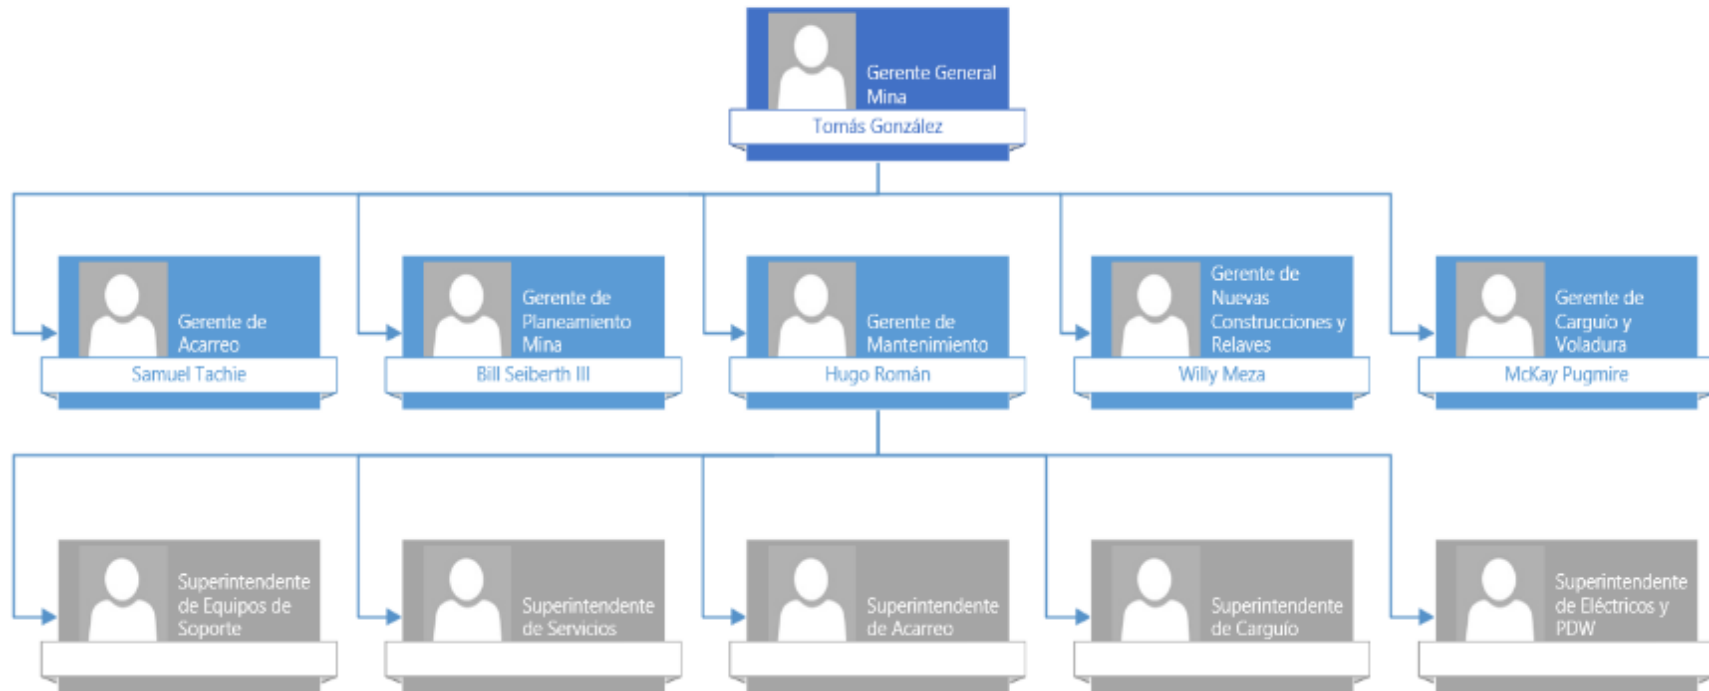 Gerente General
Mina
Tomás González
Gerente de
Acarreo
Samuel Tachie
Gerente de
Planeamiento
Mina
Bill Seiberth III
Gerente de
Mantenimiento
Hugo Román
Gerente de
Nuevas
Construcciones y
Relaves
Willy Meza
Gerente de
Carguío y
Voladura
McKay Pugmire
Superintendente
de Equipos de
Soporte
Superintendente
de Servicios
Superintendente
de Acarreo
Superintendente
de Carguío
Superintendente
de Eléctricos y
PDW